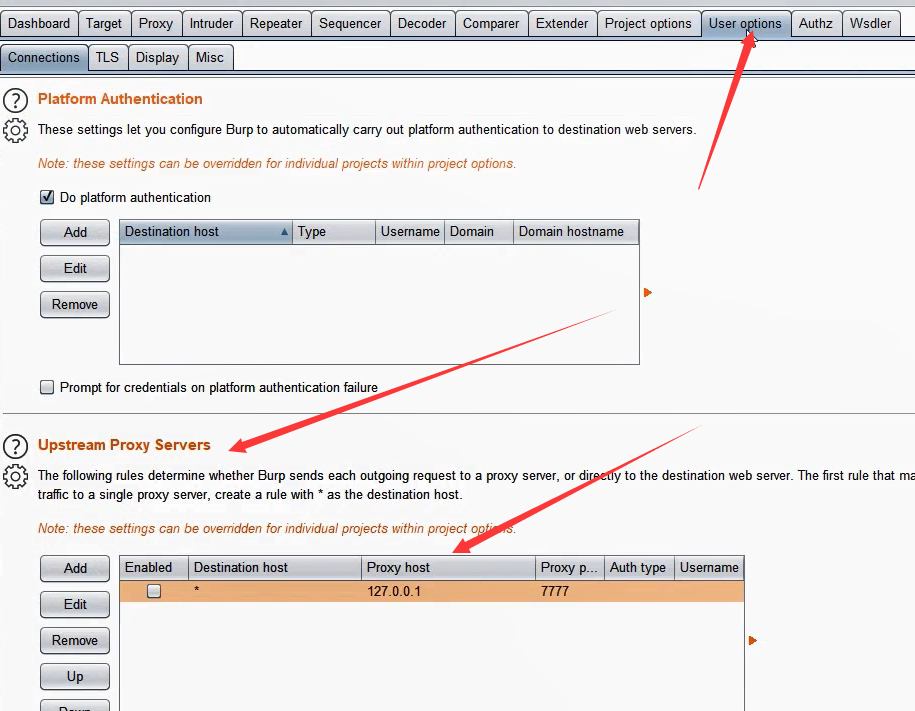 Dashboard Target Proxy Intruder Repeater Sequencer Decoder Comparer Extender Project options User options Authz Wsdler
Connections TLS Display Misc
? Platform Authentication
These settings let you configure Burp to automatically carry out platform authentication to destination web servers.
Note: these settings can be overridden for individual projects within project options.
Do platform authentication
Add Destination host Type Username Domain Domain hostname
Edit
Remove
Prompt for credentials on platform authentication failure
? Upstream Proxy Servers
The following rules determine whether Burp sends each outgoing request to a proxy server, or directly to the destination web server. The first rule that ma
traffic to a single proxy server, create a rule with * as the destination host.
Note: these settings can be overridden for individual projects within project options.
Add Enabled Destination host Proxy host Proxy p... Auth type Username
* 127.0.0.1 7777
Edit
Remove
Up
Down